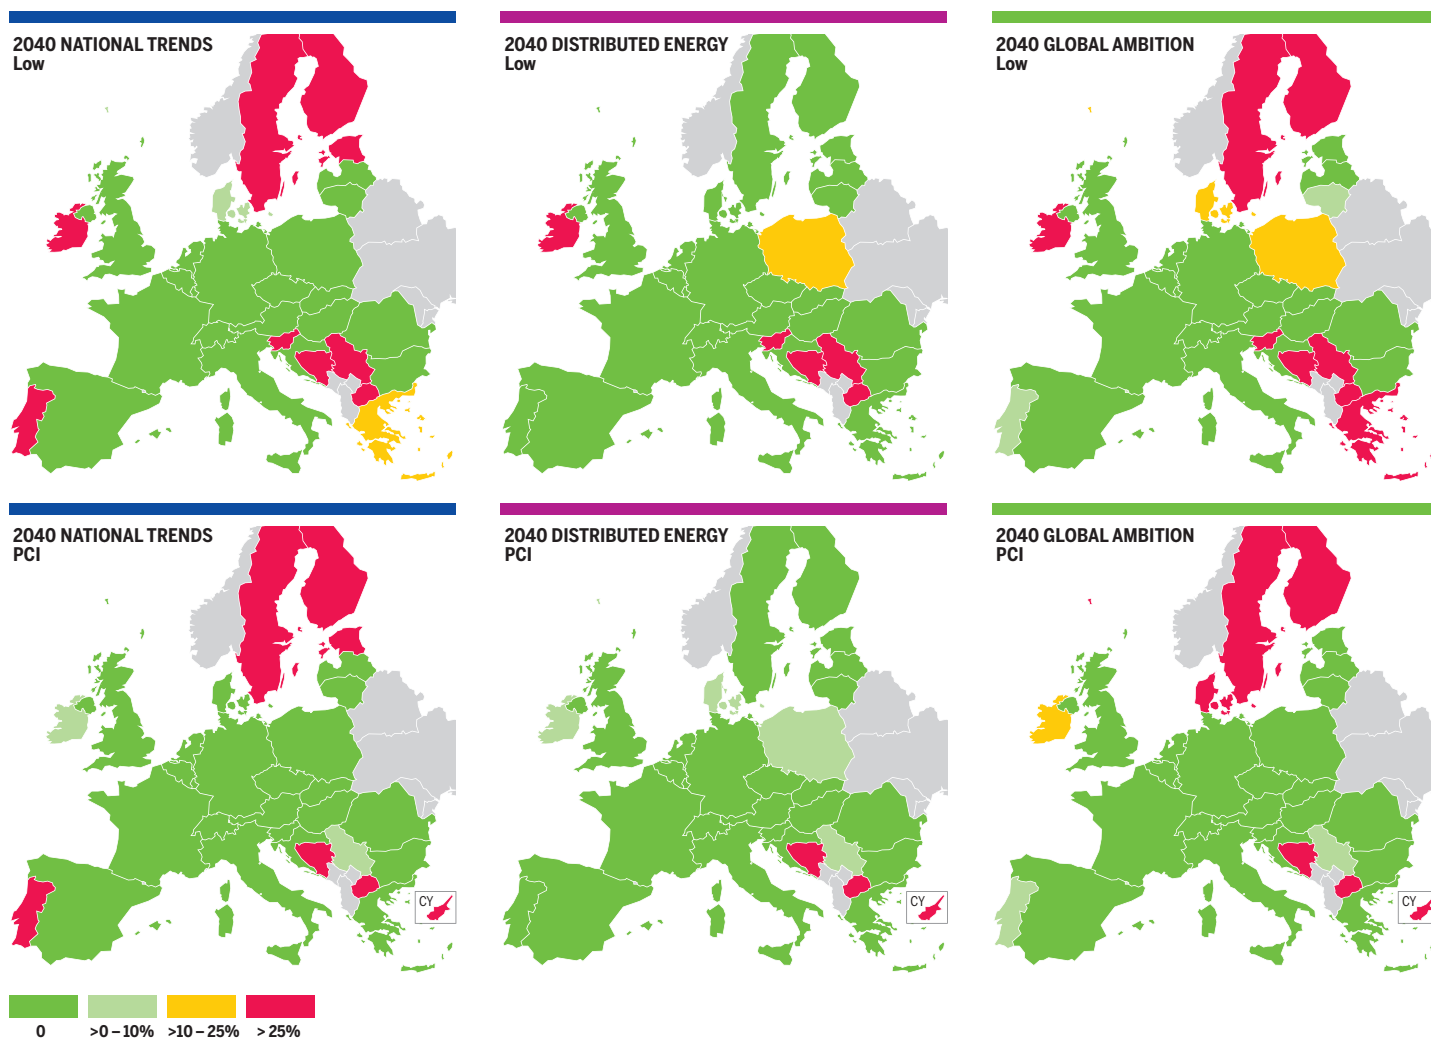 2040 NATIONAL TRENDS
Low
2040 DISTRIBUTED ENERGY
Low
2040 GLOBAL AMBITION
Low
2040 NATIONAL TRENDS
PCI
2040 DISTRIBUTED ENERGY
PCI
2040 GLOBAL AMBITION
PCI
CY
CY
CY
0
>0 – 10%
>10 – 25%
> 25%